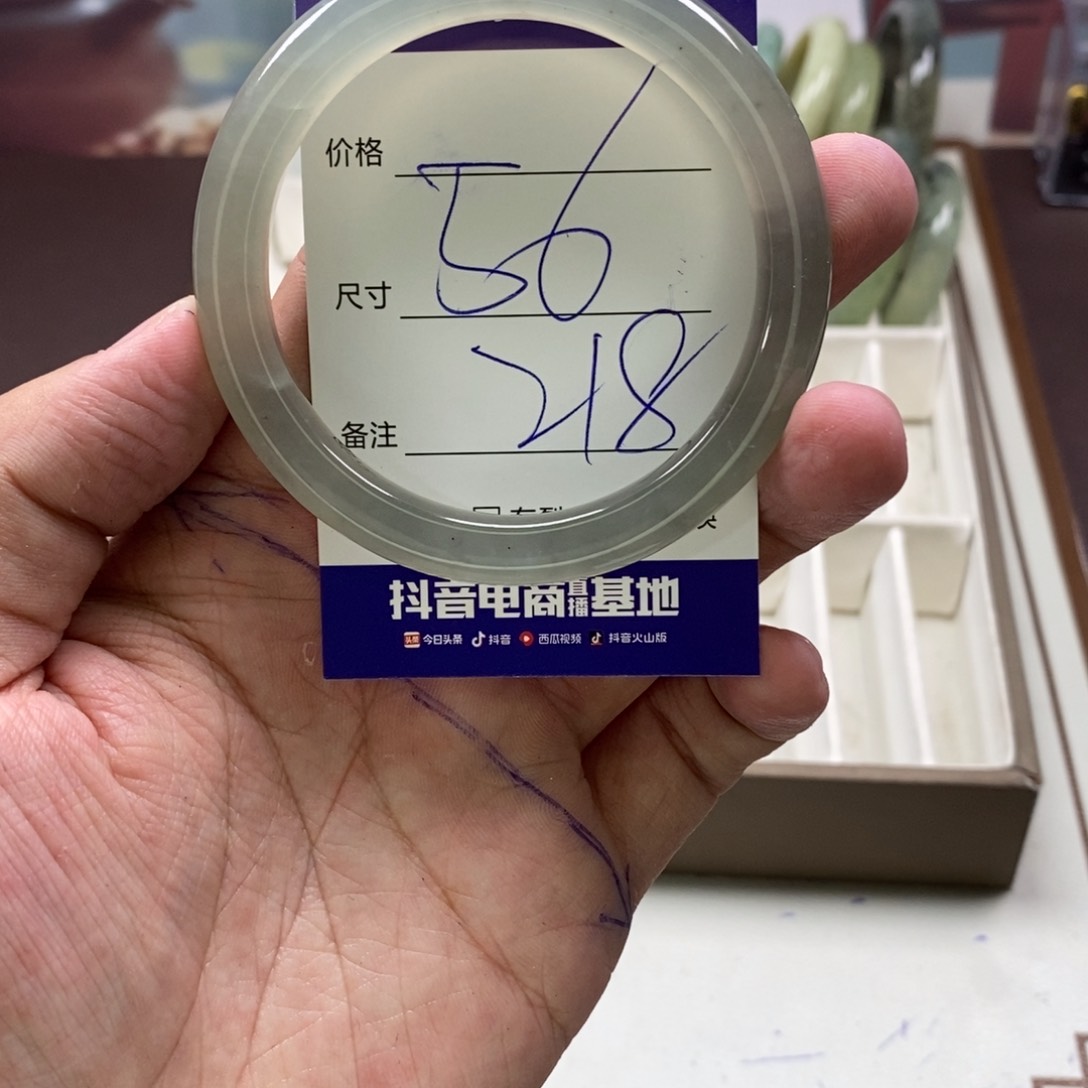 价格
56
尺寸
218
备注
抖音电商直播基地
今日头条 抖音 西瓜视频 抖音火山版